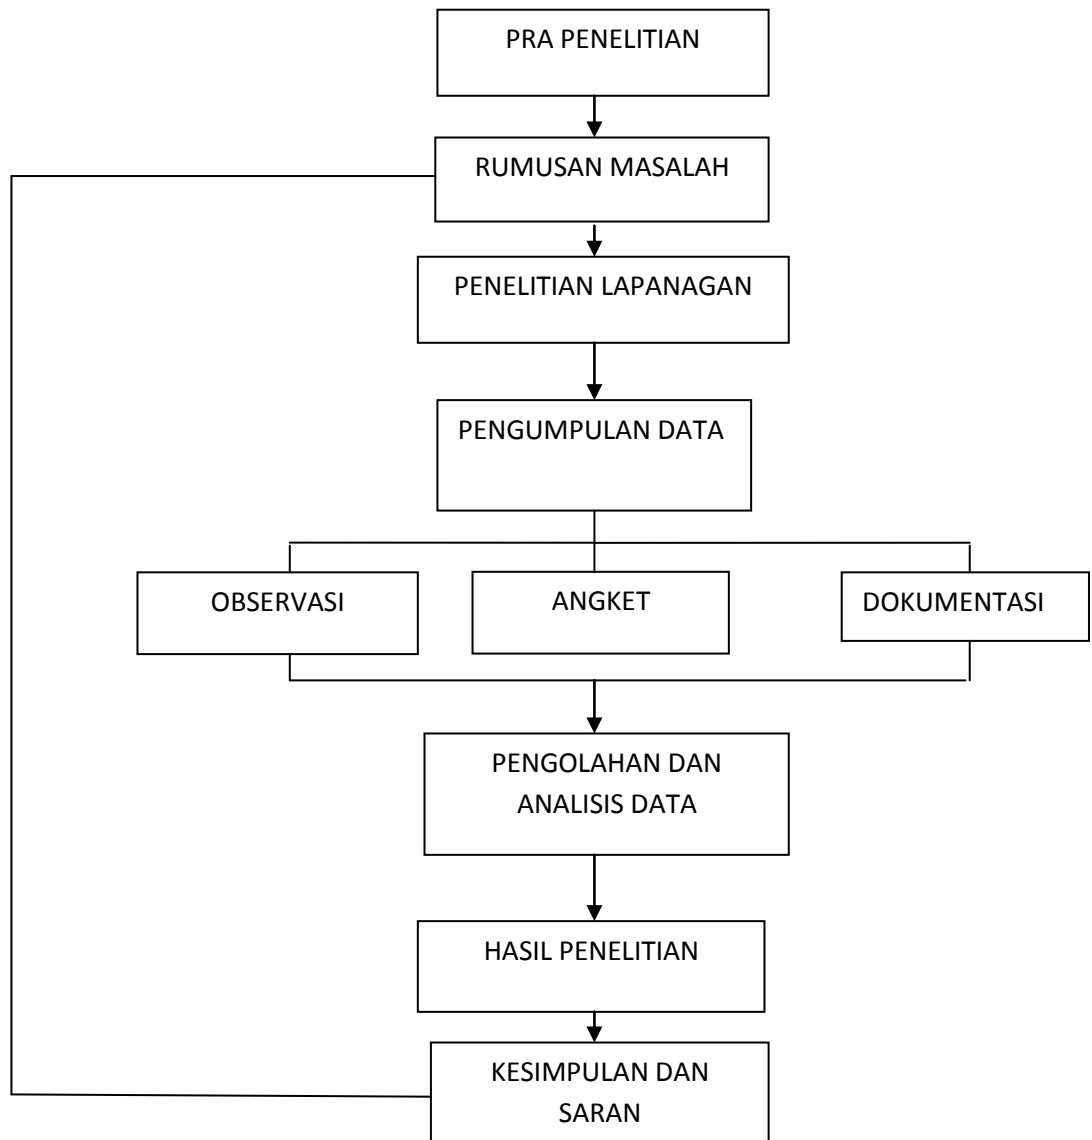 PRA PENELITIAN
RUMUSAN MASALAH
PENELITIAN LAPANAGAN
PENGUMPULAN DATA
OBSERVASI
ANGKET
DOKUMENTASI
PENGOLAHAN DAN
ANALISIS DATA
HASIL PENELITIAN
KESIMPULAN DAN
SARAN